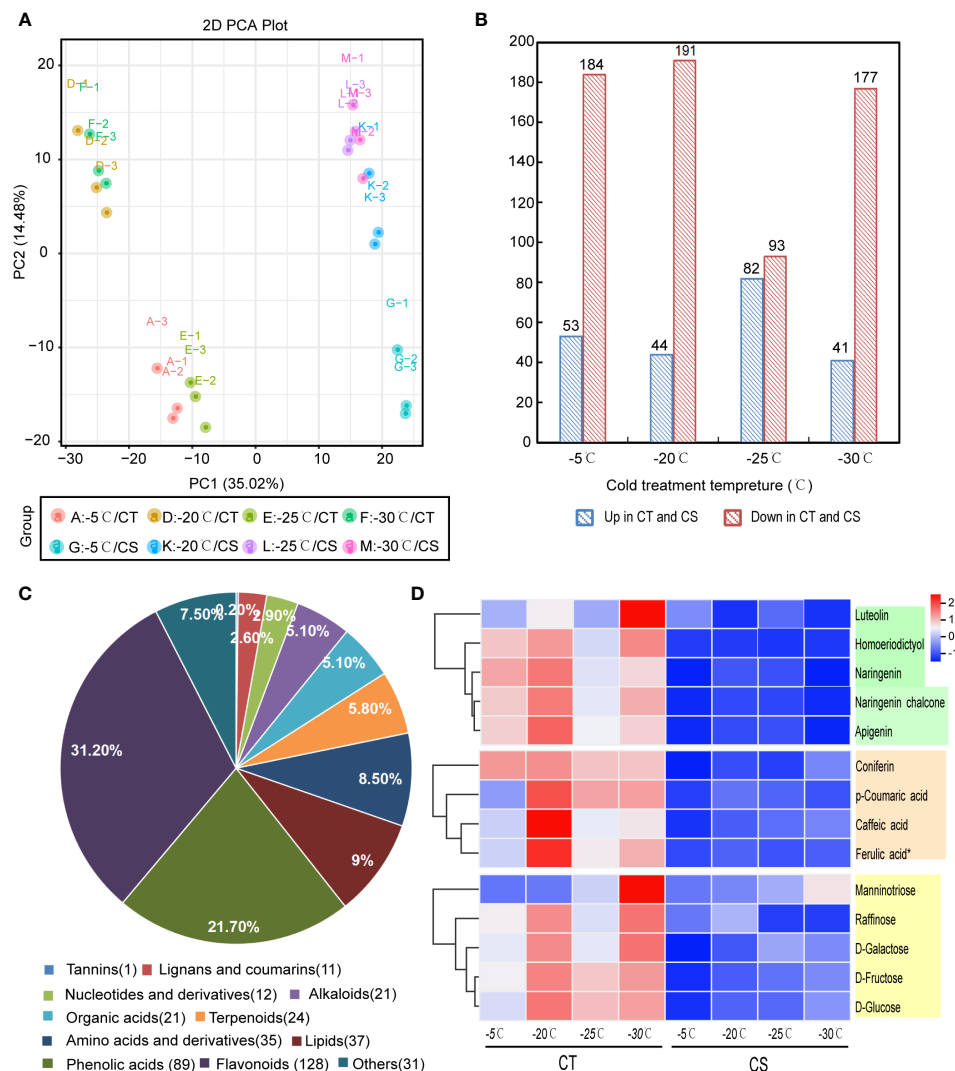 A
2D PCA Plot
PC2 (14.48%)
20
10
0
−10
−20
D−1
F−1
F−2
F−3
D−2
D−3
M−1
L−3
M−3
L−2
K−1
M−2
K−2
K−3
G−1
G−2
G−3
A−3
A−1
A−2
E−1
E−3
E−2
−30
−20
−10
0
10
20
PC1 (35.02%)
Group
A:-5℃/CT
D:-20℃/CT
E:-25℃/CT
F:-30℃/CT
G:-5℃/CS
K:-20℃/CS
L:-25℃/CS
M:-30℃/CS
B
200
180
160
140
120
100
80
60
40
20
0
53
184
44
191
82
93
41
177
-5℃
-20℃
-25℃
-30℃
Cold treatment tempreture (℃)
Up in CT and CS
Down in CT and CS
C
7.50%
0.20%
2.60%
2.90%
5.10%
5.10%
5.80%
8.50%
9%
21.70%
31.20%
Tannins(1)
Lignans and coumarins(11)
Nucleotides and derivatives(12)
Alkaloids(21)
Organic acids(21)
Terpenoids(24)
Amino acids and derivatives(35)
Lipids(37)
Phenolic acids (89)
Flavonoids (128)
Others(31)
D
2
1
0
-1
Luteolin
Homoeriodictyol
Naringenin
Naringenin chalcone
Apigenin
Coniferin
p-Coumaric acid
Caffeic acid
Ferulic acid*
Manninotriose
Raffinose
D-Galactose
D-Fructose
D-Glucose
-5℃
-20℃
-25℃
-30℃
-5℃
-20℃
-25℃
-30℃
CT
CS